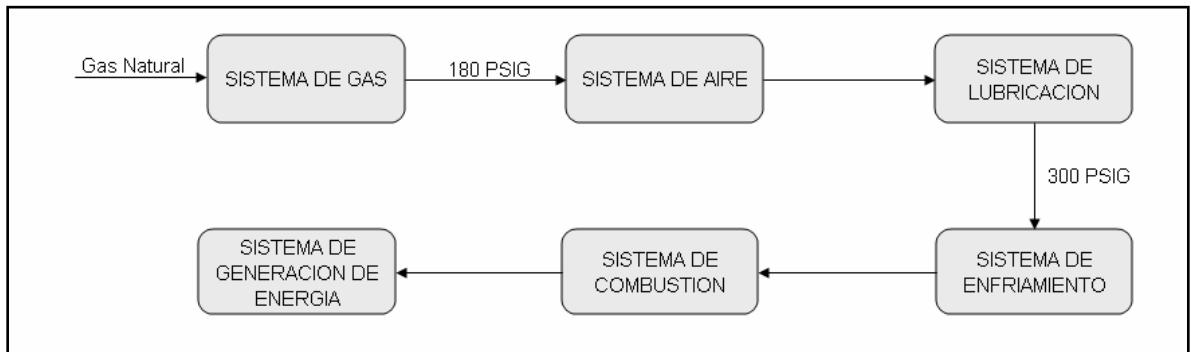 Gas Natural
SISTEMA DE GAS
180 PSIG
SISTEMA DE AIRE
SISTEMA DE
LUBRICACION
300 PSIG
SISTEMA DE
ENFRIAMIENTO
SISTEMA DE
COMBUSTION
SISTEMA DE
GENERACION DE
ENERGIA